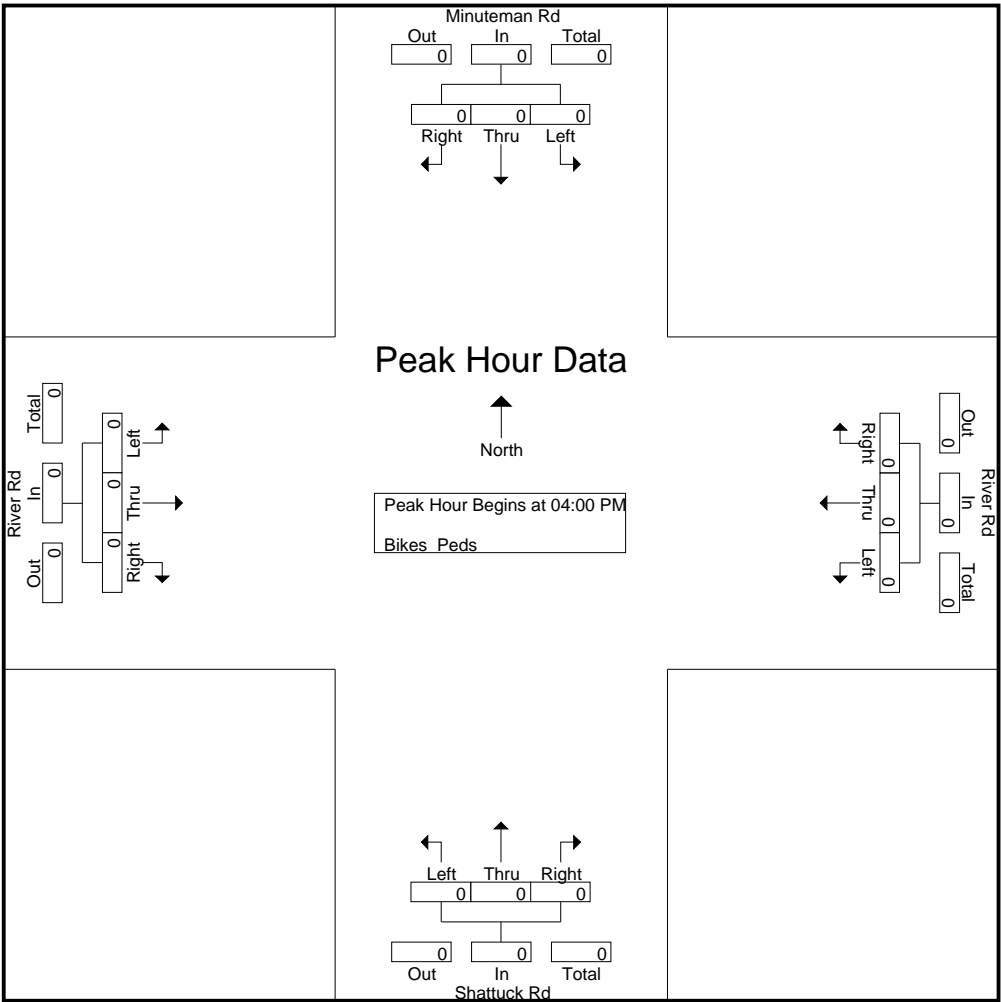 Minuteman Rd
Out In Total
0 0 0
0 0 0
Right Thru Left
Peak Hour Data
North
Peak Hour Begins at 04:00 PM
Bikes Peds
River Rd
Total In Out
0 0 0
0 0 0
Left Thru Right
River Rd
Out In Total
0 0 0
0 0 0
Right Thru Left
Left Thru Right
0 0 0
0 0 0
Out In Total
Shattuck Rd